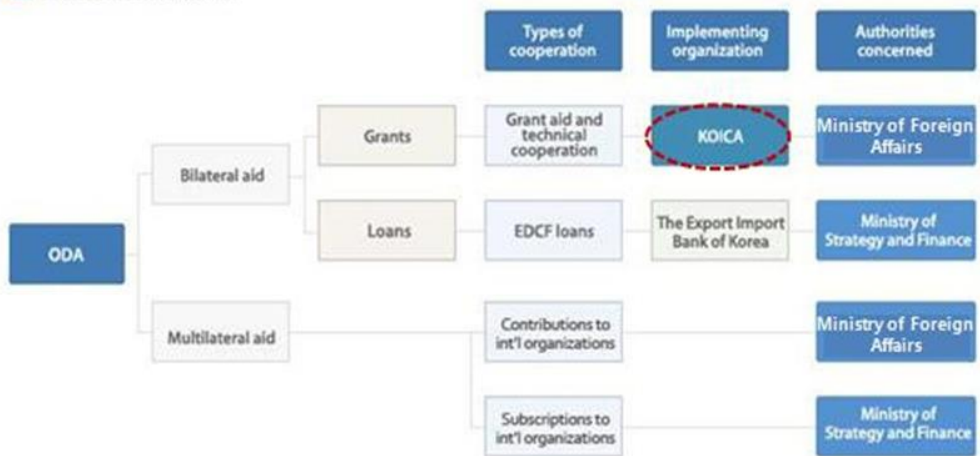 Types of
cooperation
Implementing
organization
Authorities
concerned
Grants
Grant aid and
technical
cooperation
KOICA
Ministry of Foreign
Affairs
Bilateral aid
Loans
EDCF loans
The Export Import
Bank of Korea
Ministry of
Strategy and Finance
ODA
Multilateral aid
Contributions to
int'l organizations
Ministry of Foreign
Affairs
Subscriptions to
int'l organizations
Ministry of
Strategy and Finance